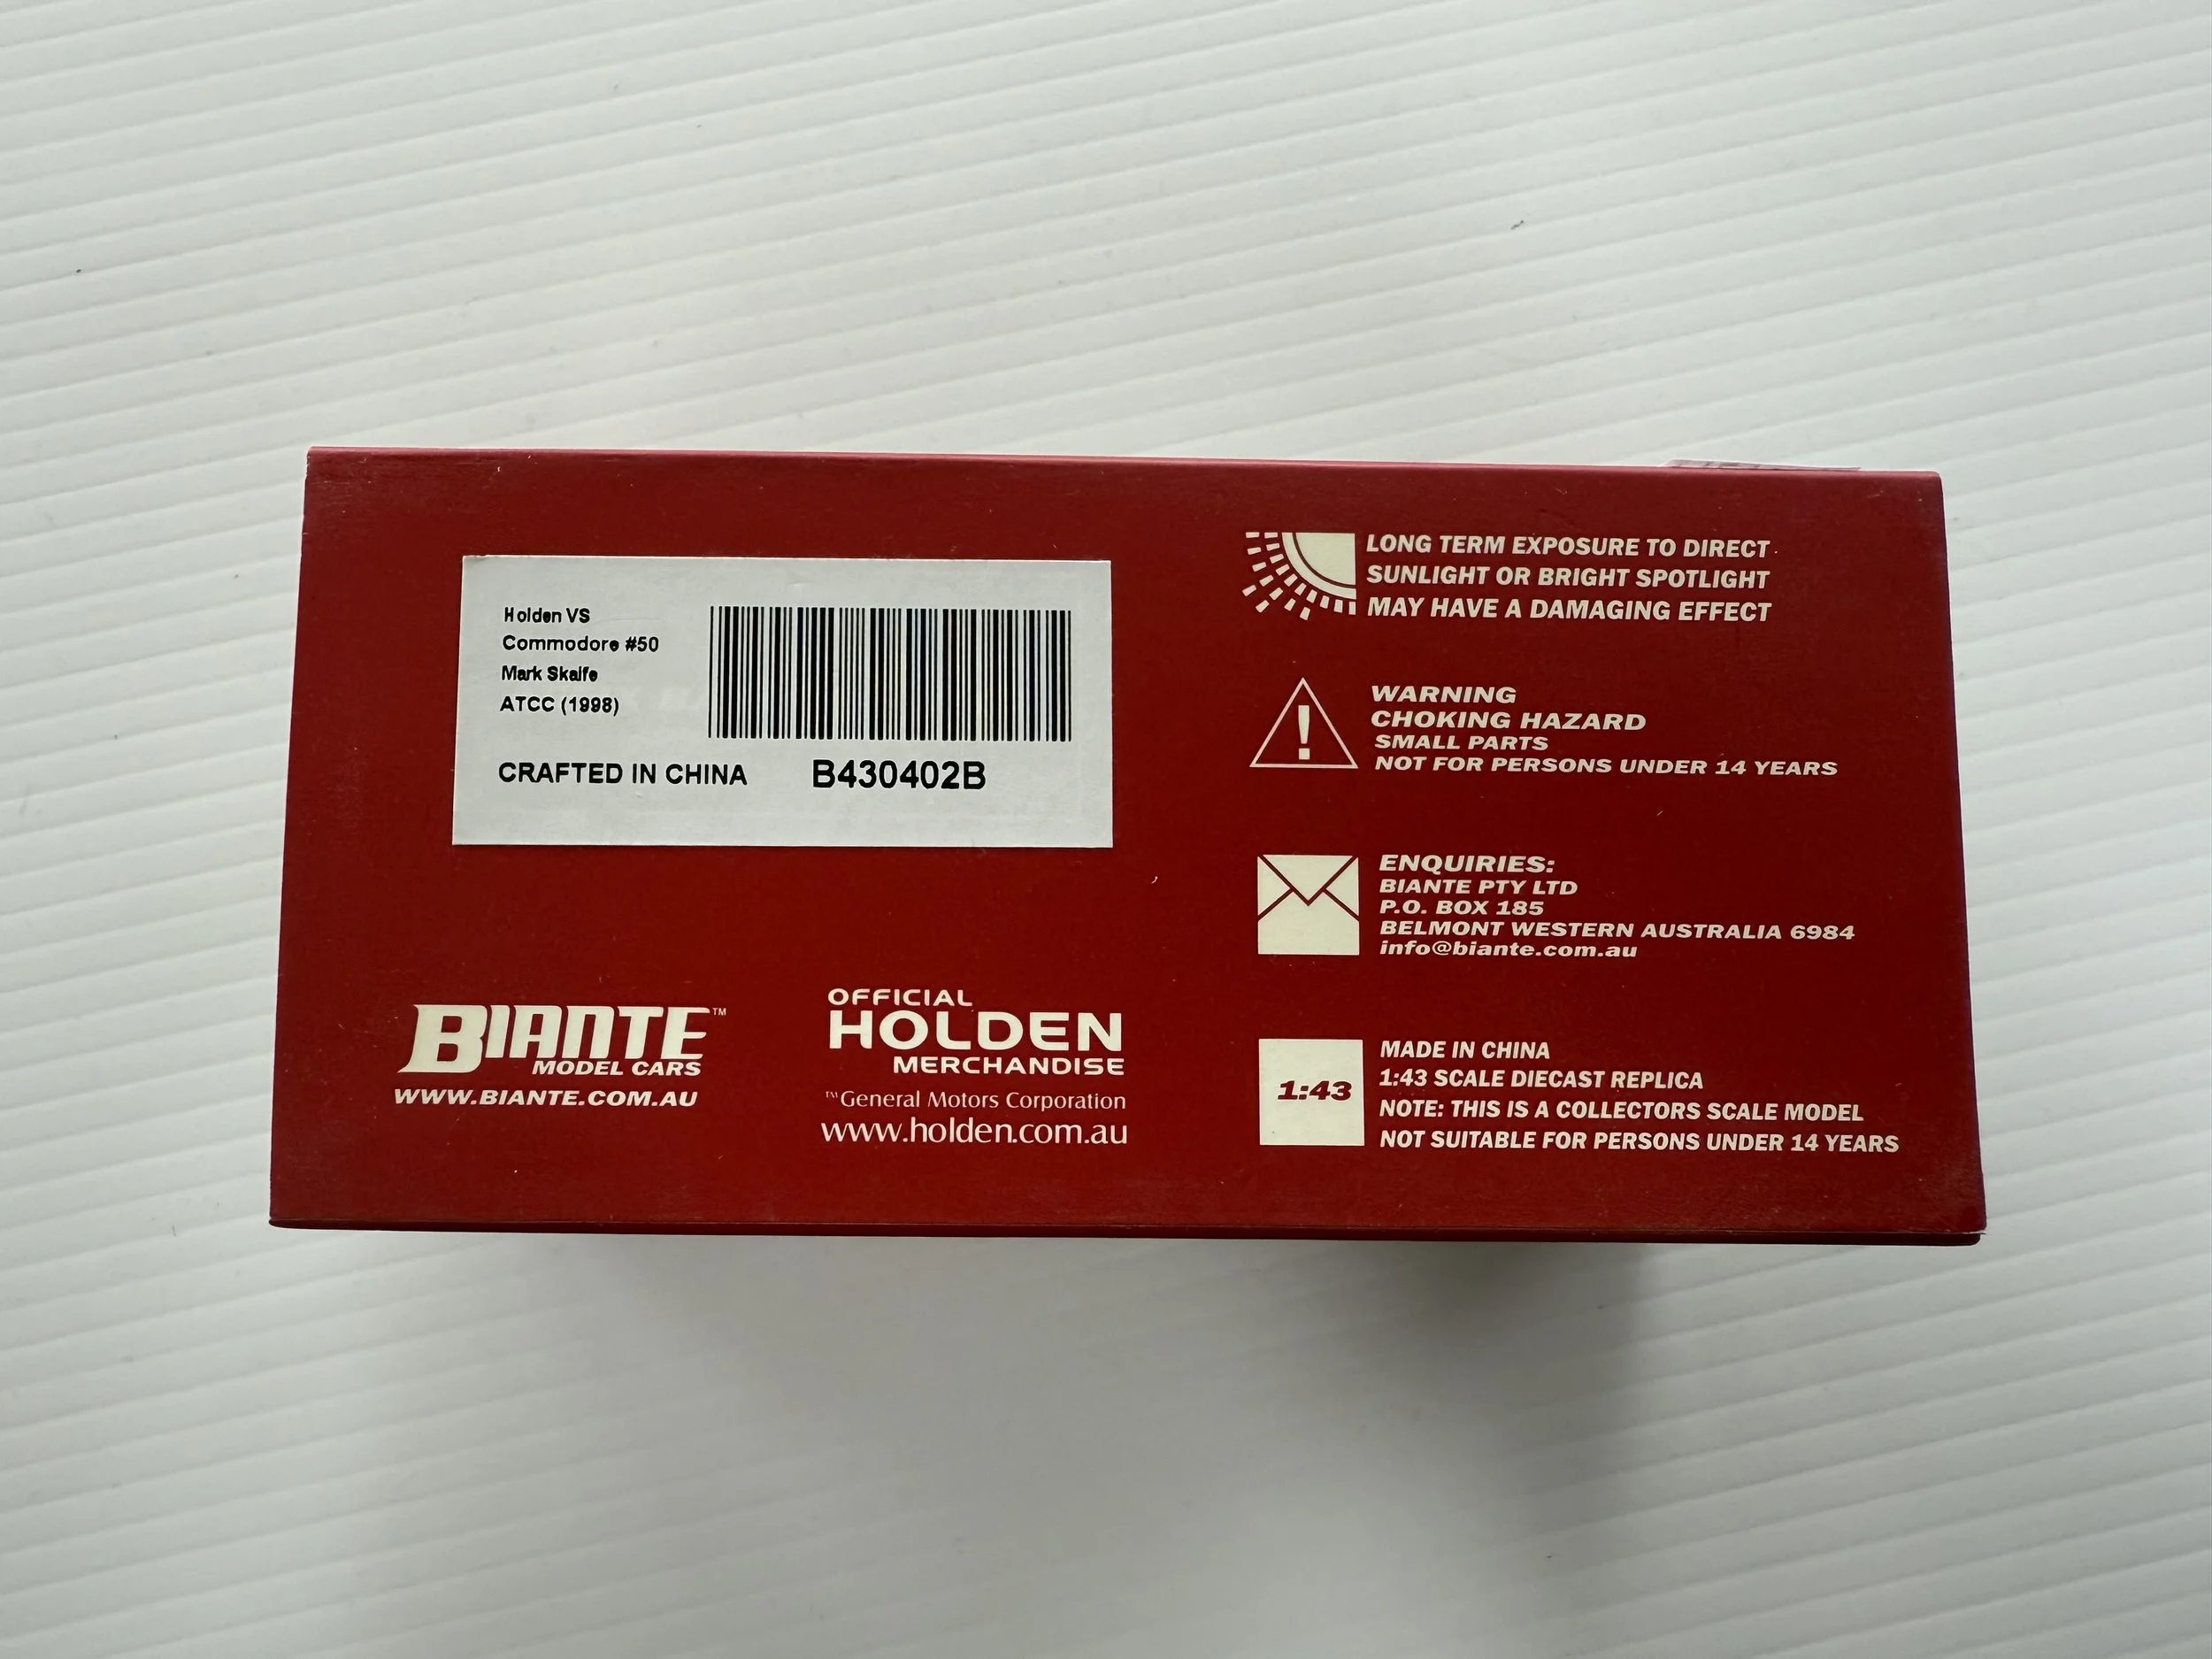 Holden VS
Commodore #50
Mark Skaife
ATCC (1998)
CRAFTED IN CHINA
B430402B
BIANTE™
MODEL CARS
WWW.BIANTE.COM.AU
OFFICIAL
HOLDEN
MERCHANDISE
™General Motors Corporation
www.holden.com.au
LONG TERM EXPOSURE TO DIRECT
SUNLIGHT OR BRIGHT SPOTLIGHT
MAY HAVE A DAMAGING EFFECT
!
WARNING
CHOKING HAZARD
SMALL PARTS
NOT FOR PERSONS UNDER 14 YEARS
ENQUIRIES:
BIANTE PTY LTD
P.O. BOX 185
BELMONT WESTERN AUSTRALIA 6984
info@biante.com.au
1:43
MADE IN CHINA
1:43 SCALE DIECAST REPLICA
NOTE: THIS IS A COLLECTORS SCALE MODEL
NOT SUITABLE FOR PERSONS UNDER 14 YEARS